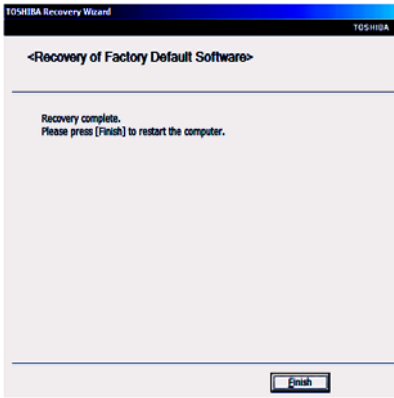 TOSHIBA Recovery Wizard
TOSHIBA
<Recovery of Factory Default Software>
Recovery complete.
Please press [Finish] to restart the computer.
Finish